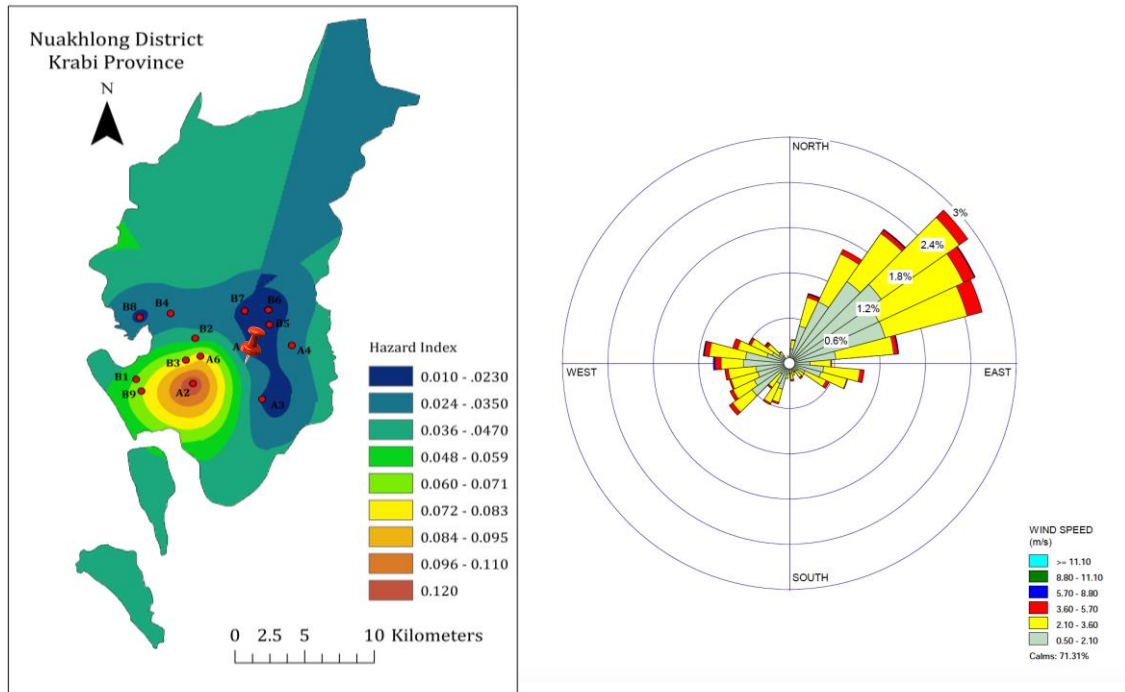 Nuakhlong District
Krabi Province
N
B8
B4
B7
B6
B5
B2
A
A4
B3
A6
B1
B9
A2
A3
Hazard Index
0.010 - .0230
0.024 - .0350
0.036 - .0470
0.048 - 0.059
0.060 - 0.071
0.072 - 0.083
0.084 - 0.095
0.096 - 0.110
0.120
0 2.5 5 10 Kilometers
NORTH
3%
2.4%
1.8%
1.2%
0.6%
WEST
EAST
SOUTH
WIND SPEED
(m/s)
>= 11.10
8.80 - 11.10
5.70 - 8.80
3.60 - 5.70
2.10 - 3.60
0.50 - 2.10
Calms: 71.31%